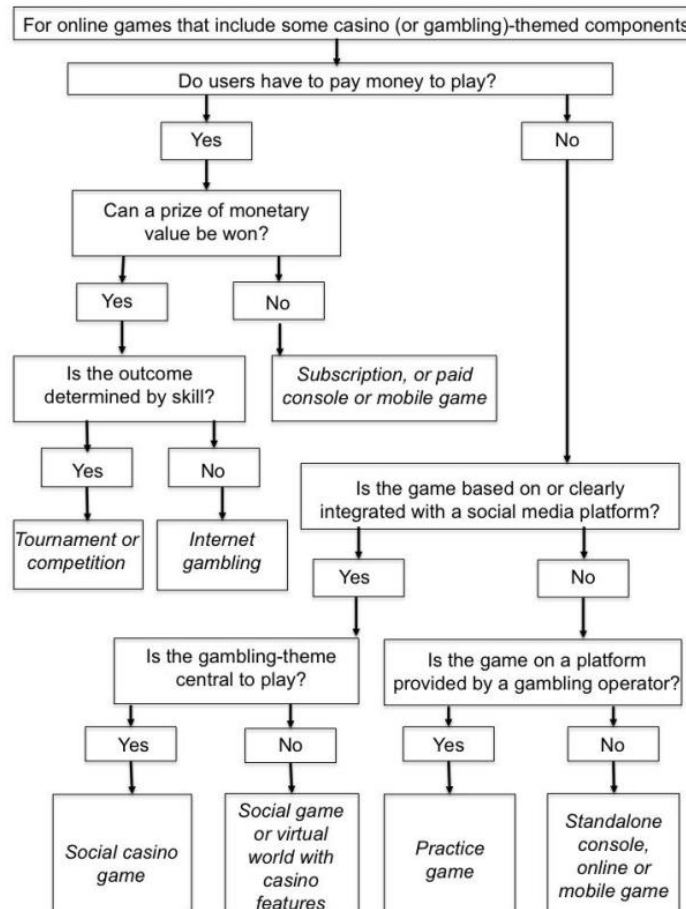 For online games that include some casino (or gambling)-themed components
Do users have to pay money to play?
Yes
No
Can a prize of monetary
value be won?
Yes
No
Is the outcome
determined by skill?
Subscription, or paid
console or mobile game
Yes
No
Is the game based on or clearly
integrated with a social media platform?
Tournament or
competition
Internet
gambling
Yes
No
Is the gambling-theme
central to play?
Is the game on a platform
provided by a gambling operator?
Yes
No
Yes
No
Social casino
game
Social game
or virtual
world with
casino
features
Practice
game
Standalone
console,
online or
mobile game